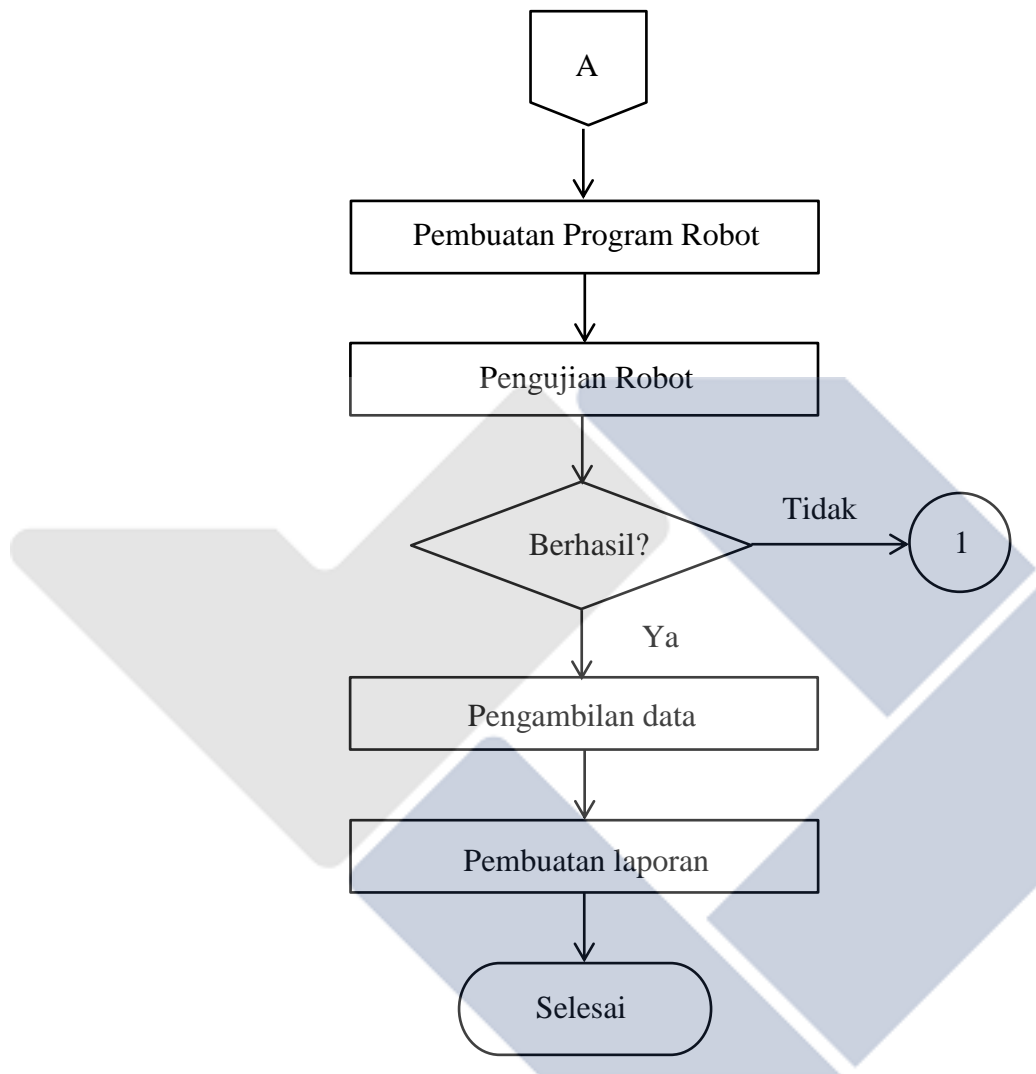 A
Pembuatan Program Robot
Pengujian Robot
Berhasil?
Tidak
1
Ya
Pengambilan data
Pembuatan laporan
Selesai